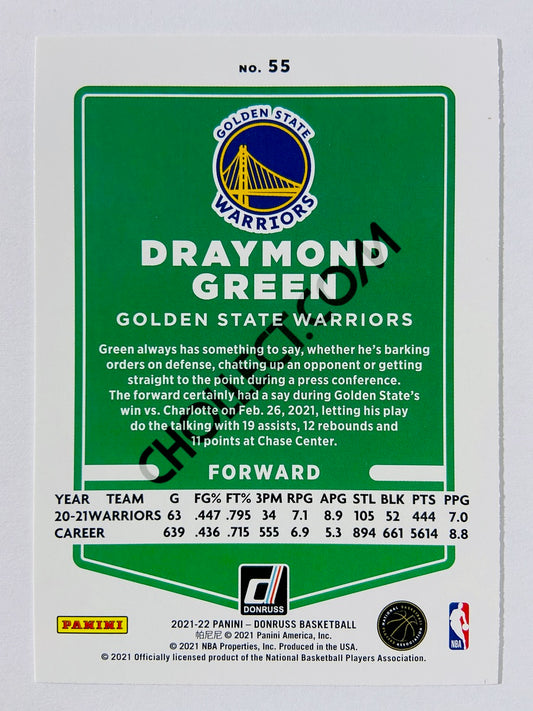 NO. 55
GOLDEN STATE
WARRIORS
DRAYMOND
GREEN
GOLDEN STATE WARRIORS
Green always has something to say, whether he's barking
orders on defense, chatting up an opponent or getting
straight to the point during a press conference.
The forward certainly had a say during Golden State's
win vs. Charlotte on Feb. 26, 2021, letting his play
do the talking with 19 assists, 12 rebounds and
11 points at Chase Center.
CHOLLECT.COM
FORWARD
YEAR TEAM G FG% FT% 3PM RPG APG STL BLK PTS PPG
20-21 WARRIORS 63 .447 .795 34 7.1 8.9 105 52 444 7.0
CAREER 639 .436 .715 555 6.9 5.3 894 661 5614 8.8
DONRUSS
PANINI
2021-22 PANINI – DONRUSS BASKETBALL
帕尼尼 © 2021 Panini America, Inc.
© 2021 NBA Properties, Inc. Produced in the USA.
© 2021 Officially licensed product of the National Basketball Players Association.
NBA